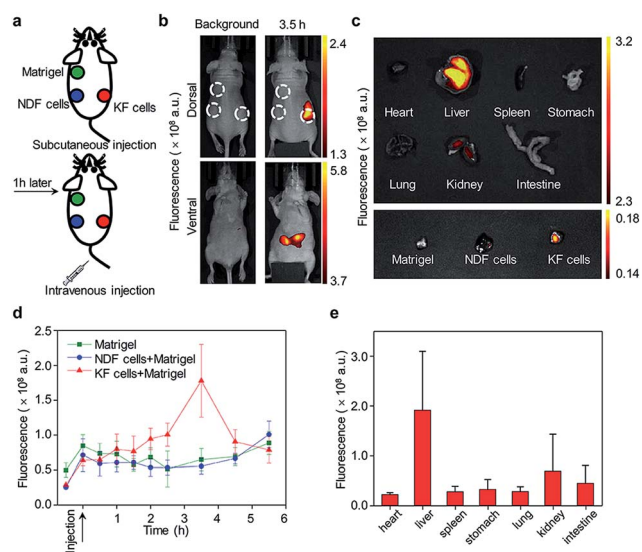 a
Matrigel
NDF cells
KF cells
Subcutaneous injection
1h later
Intravenous injection
b
Background
3.5 h
Dorsal
Ventral
Fluorescence (× 10⁸ a.u.)
2.4
1.3
5.8
3.7
c
Fluorescence (× 10⁸ a.u.)
Heart
Liver
Spleen
Stomach
Lung
Kidney
Intestine
3.2
2.3
Matrigel
NDF cells
KF cells
0.18
0.14
d
Fluorescence (× 10⁸ a.u.)
2.5
2.0
1.5
1.0
0.5
0.0
Matrigel
NDF cells+Matrigel
KF cells+Matrigel
1 2 3 4 5 6
Injection
Time (h)
e
Fluorescence (× 10⁸ a.u.)
3.0
2.0
1.0
0.0
heart
liver
spleen
stomach
lung
kidney
intestine